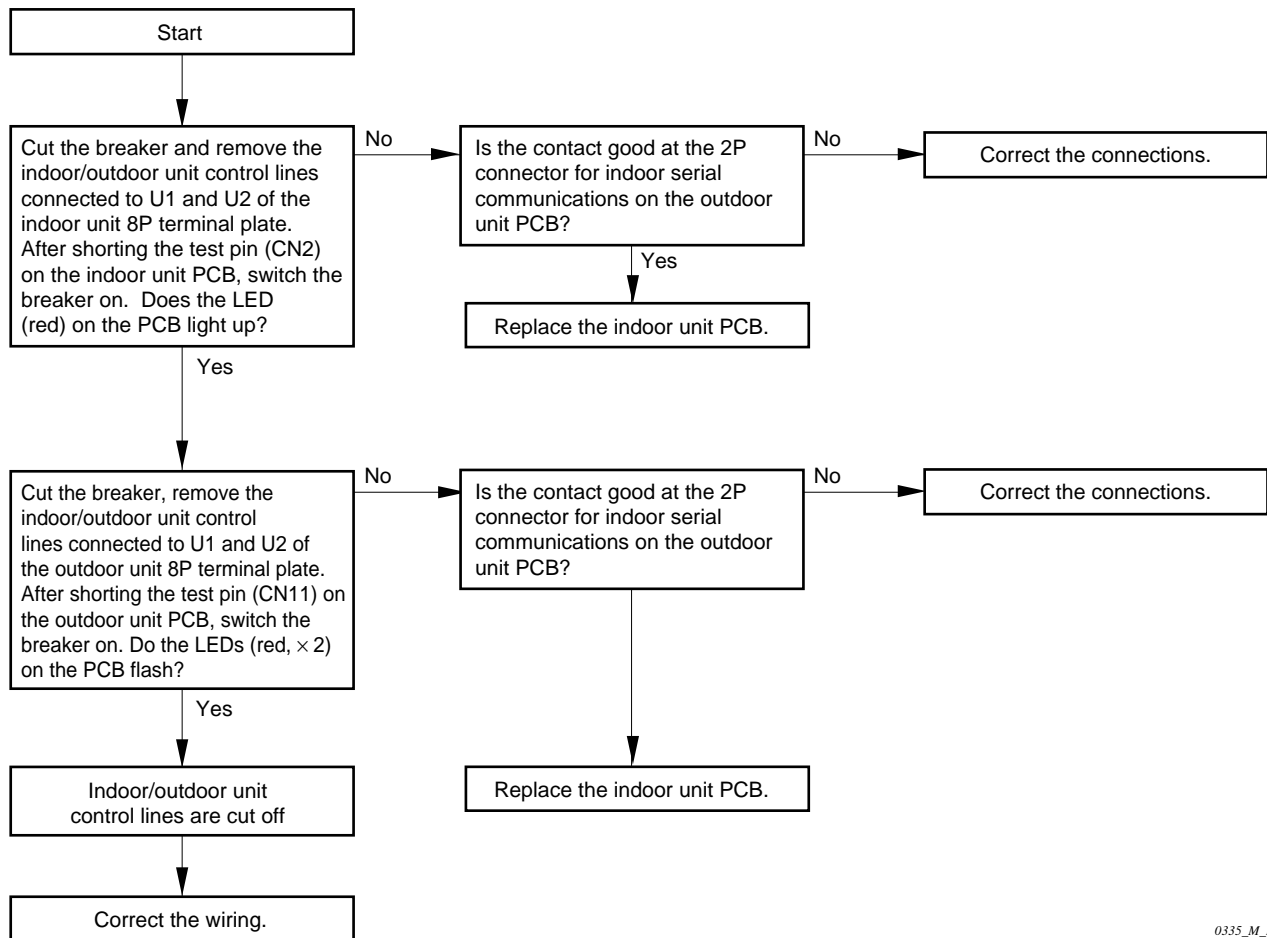 Start
Cut the breaker and remove the
indoor/outdoor unit control lines
connected to U1 and U2 of the
indoor unit 8P terminal plate.
After shorting the test pin (CN2)
on the indoor unit PCB, switch the
breaker on. Does the LED
(red) on the PCB light up?
No
Is the contact good at the 2P
connector for indoor serial
communications on the outdoor
unit PCB?
No
Correct the connections.
Yes
Replace the indoor unit PCB.
Yes
Cut the breaker, remove the
indoor/outdoor unit control
lines connected to U1 and U2 of
the outdoor unit 8P terminal plate.
After shorting the test pin (CN11) on
the outdoor unit PCB, switch the
breaker on. Do the LEDs (red, × 2)
on the PCB flash?
No
Is the contact good at the 2P
connector for indoor serial
communications on the outdoor
unit PCB?
No
Correct the connections.
Replace the indoor unit PCB.
Yes
Indoor/outdoor unit
control lines are cut off
Correct the wiring.